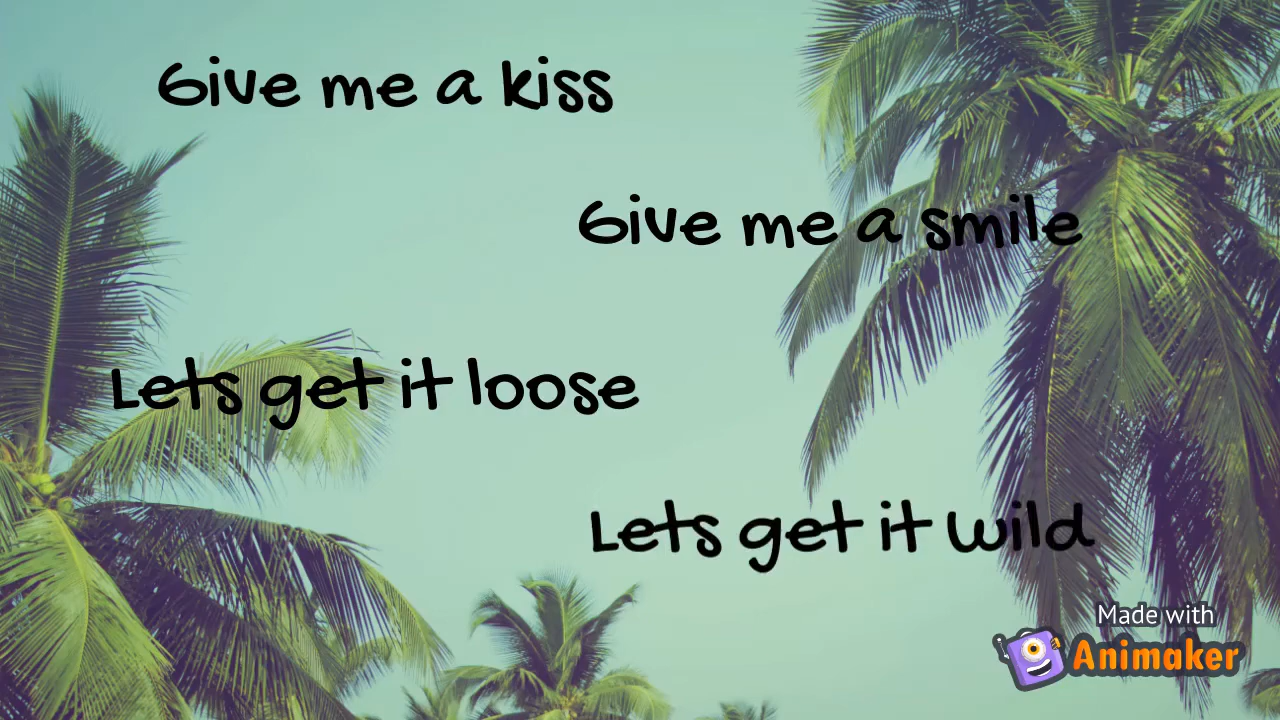 Give me a kiss
Give me a smile
Lets get it loose
Lets get it wild
Made with
Animaker